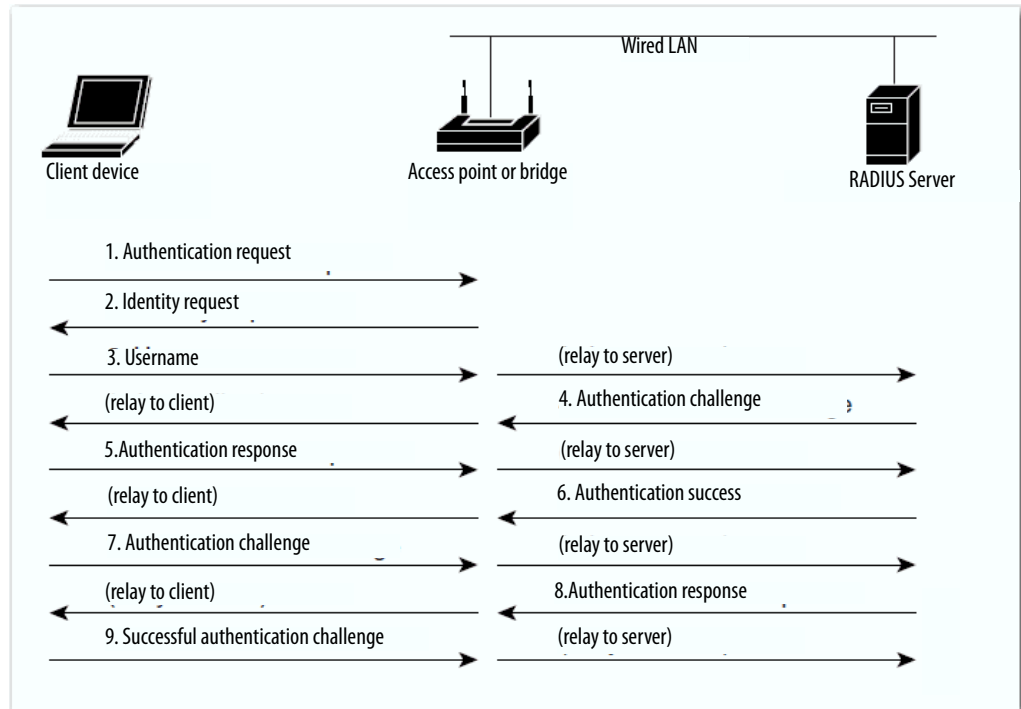 Wired LAN
Client device
Access point or bridge
RADIUS Server
1. Authentication request
2. Identity request
3. Username
(relay to server)
(relay to client)
4. Authentication challenge
5.Authentication response
(relay to server)
(relay to client)
6. Authentication success
7. Authentication challenge
(relay to server)
(relay to client)
8.Authentication response
9. Successful authentication challenge
(relay to server)